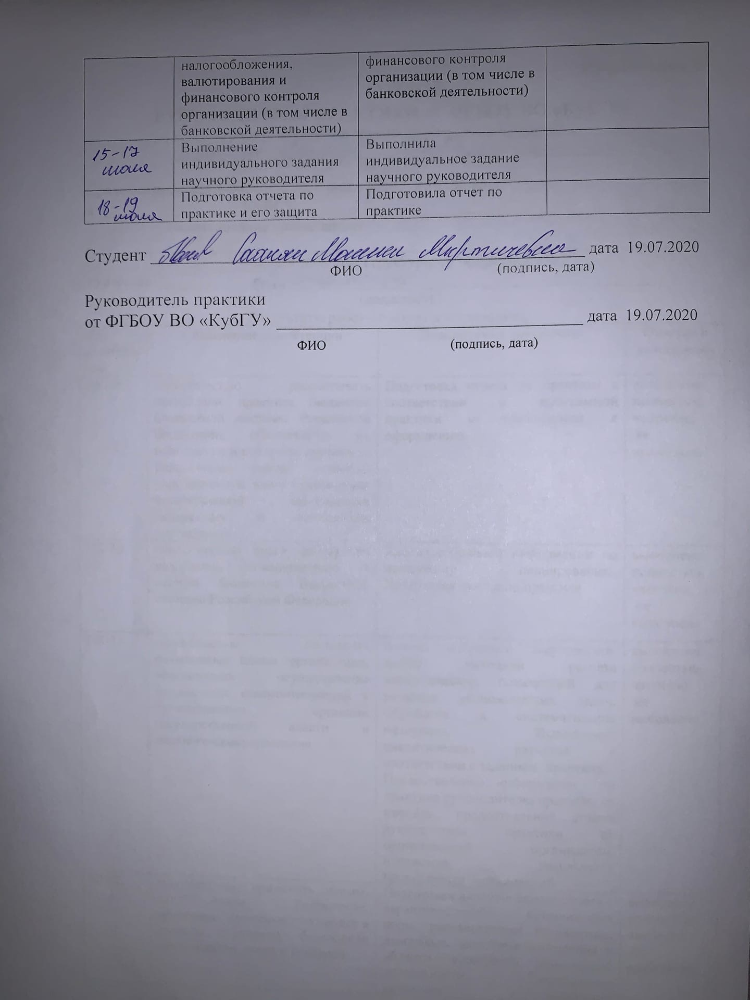 налогообложения,
валютирования и
финансового контроля
организации (в том числе в
банковской деятельности)
финансового контроля
организации (в том числе в
банковской деятельности)
15-17
июля
Выполнение
индивидуального задания
научного руководителя
Выполнила
индивидуальное задание
научного руководителя
18-19
июля
Подготовка отчета по
практике и его защита
Подготовила отчет по
практике
Студент Саакян Мкртичевна дата 19.07.2020
ФИО (подпись, дата)
Руководитель практики
от ФГБОУ ВО «КубГУ» дата 19.07.2020
ФИО (подпись, дата)